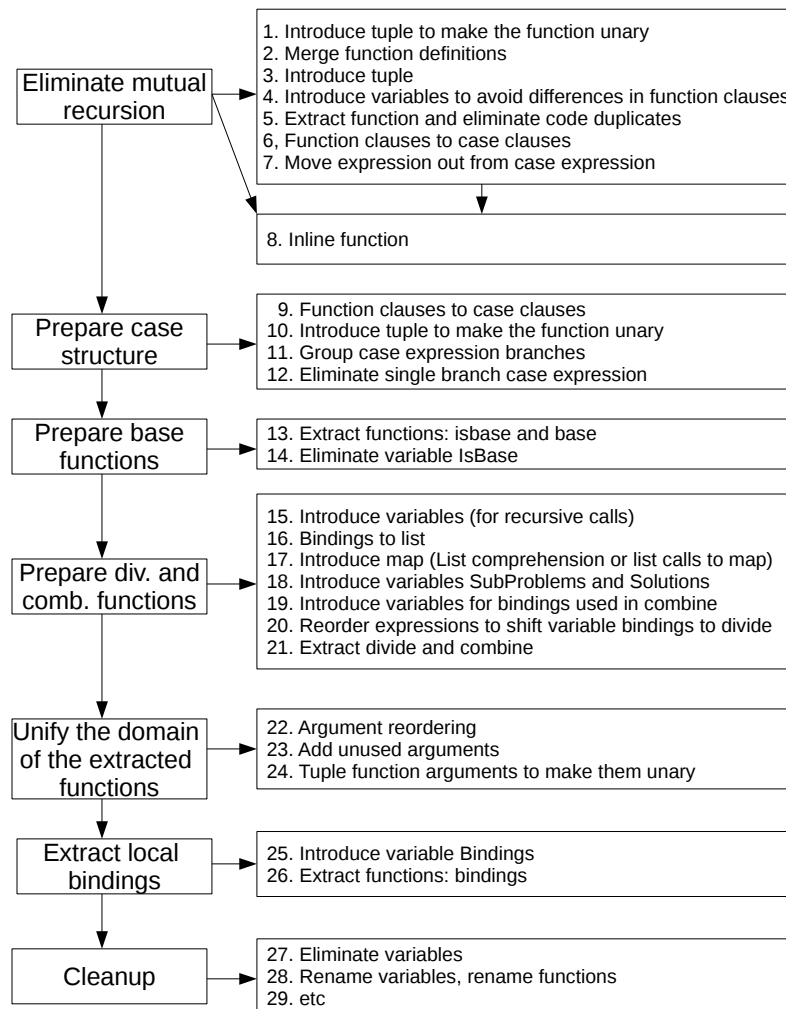 Eliminate mutual
recursion
1. Introduce tuple to make the function unary
2. Merge function definitions
3. Introduce tuple
4. Introduce variables to avoid differences in function clauses
5. Extract function and eliminate code duplicates
6, Function clauses to case clauses
7. Move expression out from case expression
8. Inline function
Prepare case
structure
9. Function clauses to case clauses
10. Introduce tuple to make the function unary
11. Group case expression branches
12. Eliminate single branch case expression
Prepare base
functions
13. Extract functions: isbase and base
14. Eliminate variable IsBase
Prepare div. and
comb. functions
15. Introduce variables (for recursive calls)
16. Bindings to list
17. Introduce map (List comprehension or list calls to map)
18. Introduce variables SubProblems and Solutions
19. Introduce variables for bindings used in combine
20. Reorder expressions to shift variable bindings to divide
21. Extract divide and combine
Unify the domain
of the extracted
functions
22. Argument reordering
23. Add unused arguments
24. Tuple function arguments to make them unary
Extract local
bindings
25. Introduce variable Bindings
26. Extract functions: bindings
Cleanup
27. Eliminate variables
28. Rename variables, rename functions
29. etc